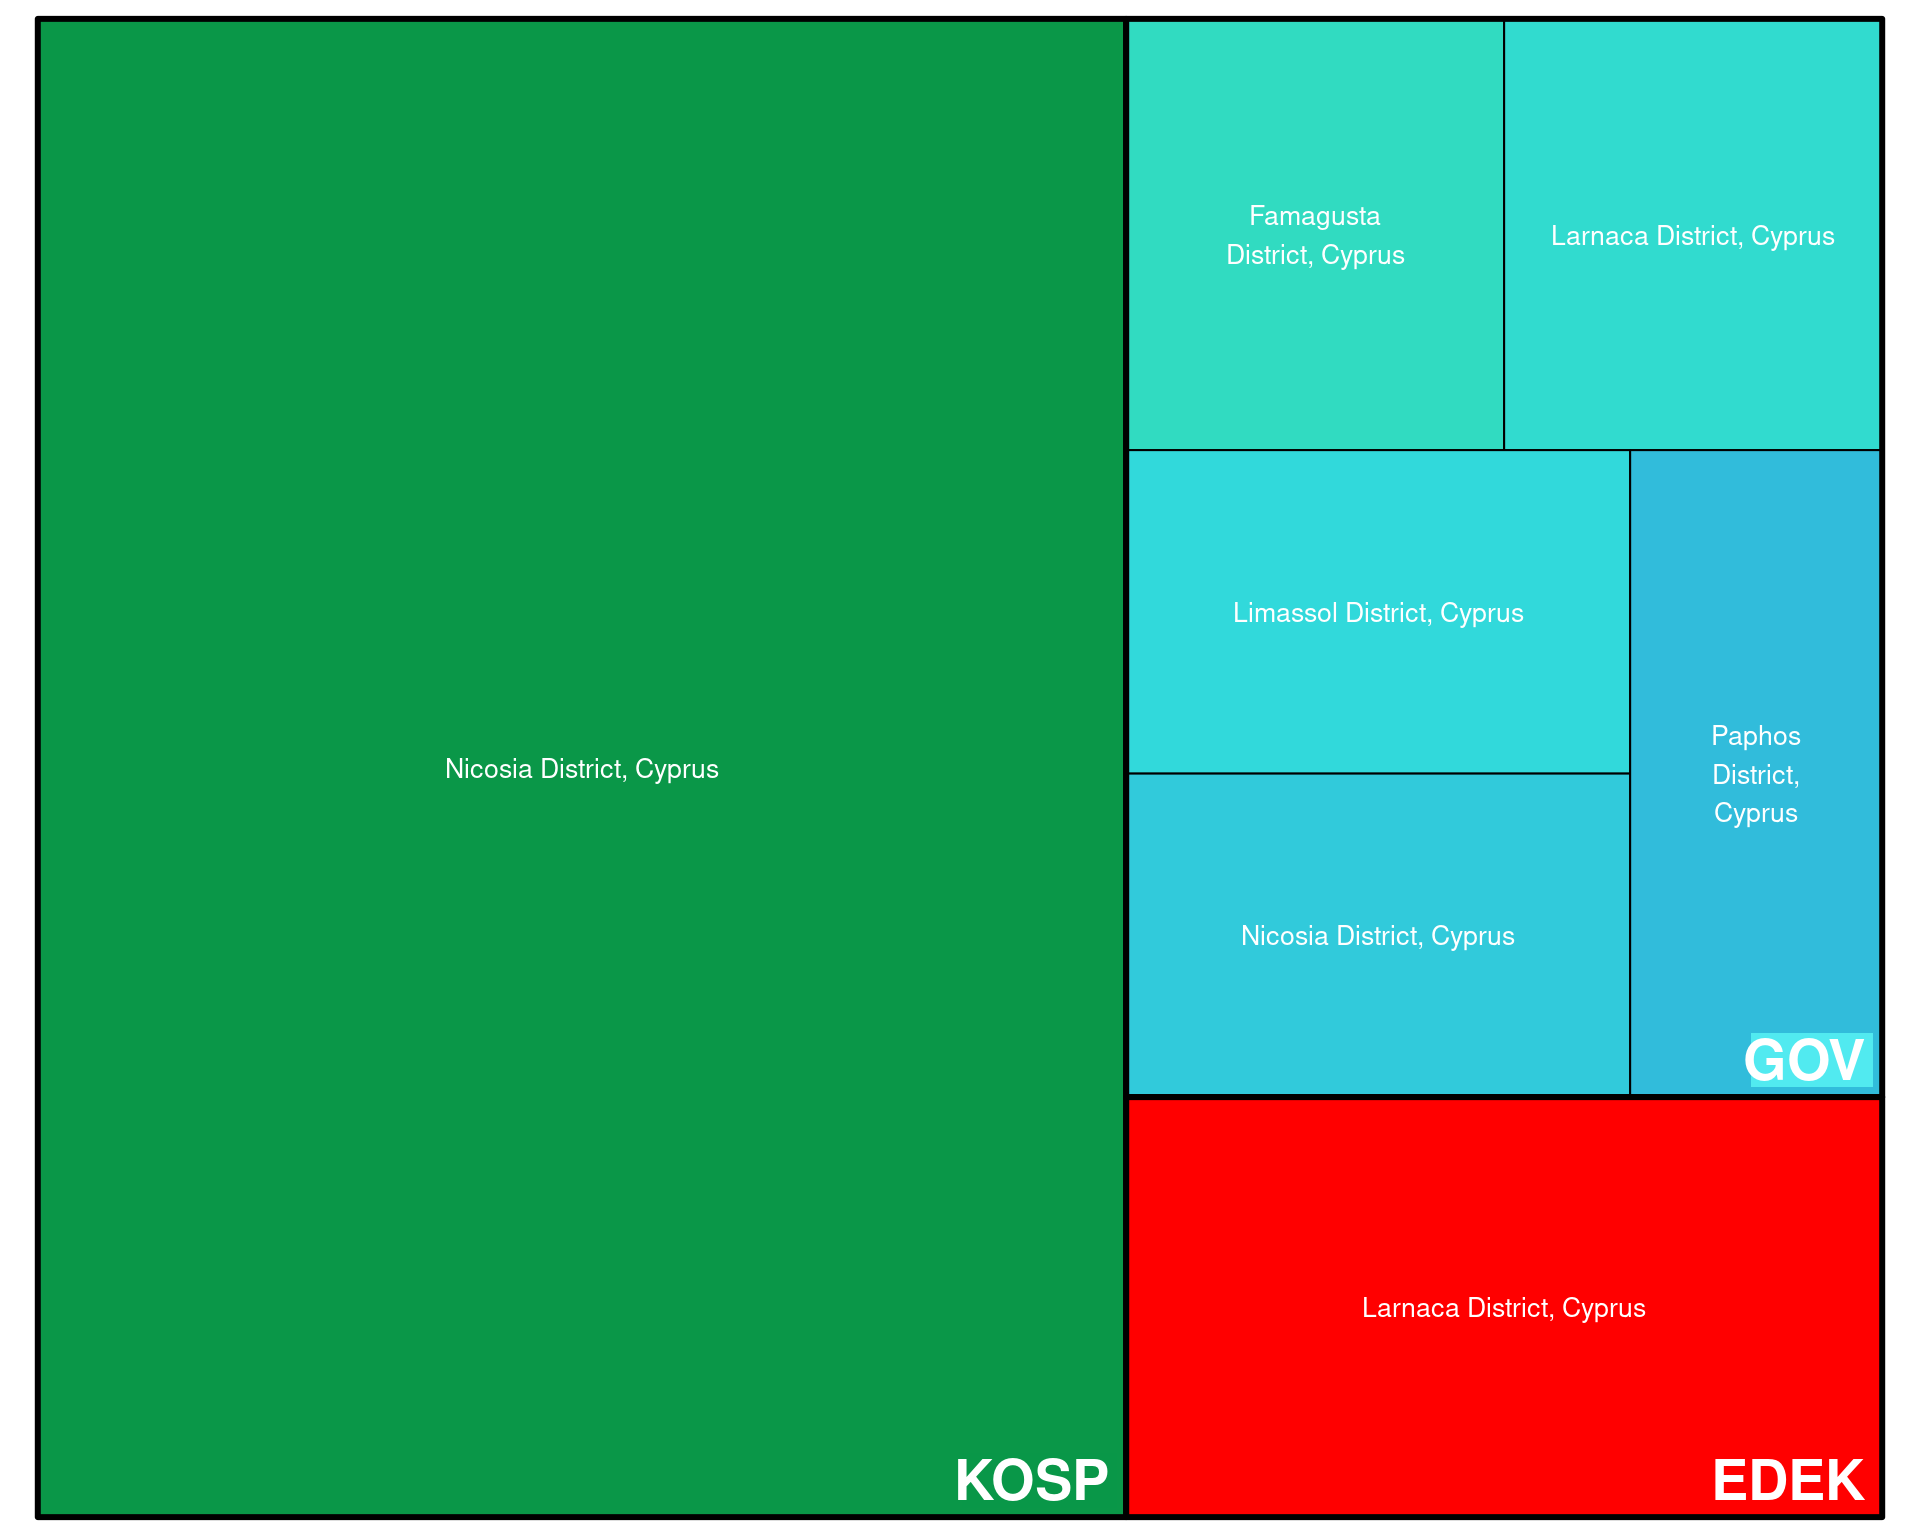 Nicosia District, Cyprus
KOSP
Famagusta
District, Cyprus
Larnaca District, Cyprus
Limassol District, Cyprus
Nicosia District, Cyprus
Paphos
District,
Cyprus
GOV
Larnaca District, Cyprus
EDEK